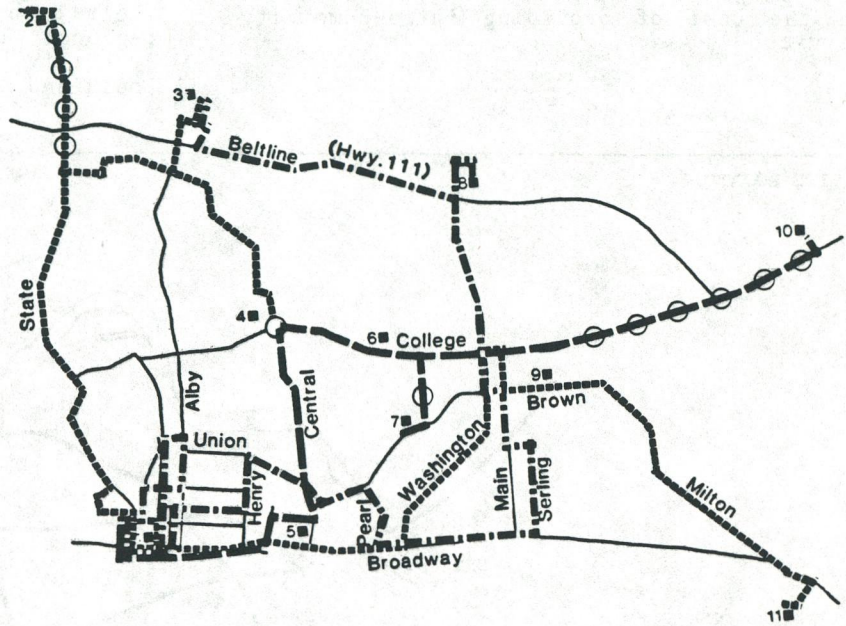 2
3
Beltline
(Hwy. 111)
8
10
State
4
6
College
Alby
Central
9
Brown
7
Union
Washington
Henry
Main
Serling
Milton
5
Pearl
Broadway
11